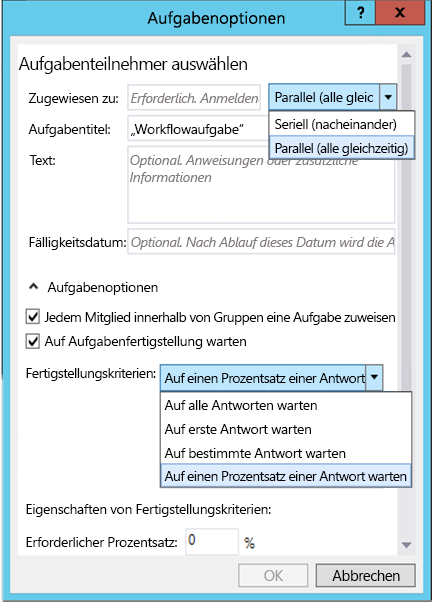 Aufgabenoptionen
? x
Aufgabenteilnehmer auswählen
Zugewiesen zu: Erforderlich. Anmelden Parallel (alle gleic
Seriell (nacheinander)
Aufgabentitel: „Workflowaufgabe“
Parallel (alle gleichzeitig)
Text: Optional. Anweisungen oder zusätzliche
Informationen
Fälligkeitsdatum: Optional. Nach Ablauf dieses Datum wird die A
Aufgabenoptionen
Jedem Mitglied innerhalb von Gruppen eine Aufgabe zuweisen
Auf Aufgabenfertigstellung warten
Fertigstellungskriterien: Auf einen Prozentsatz einer Antwort
Auf alle Antworten warten
Auf erste Antwort warten
Auf bestimmte Antwort warten
Auf einen Prozentsatz einer Antwort warten
Eigenschaften von Fertigstellungskriterien:
Erforderlicher Prozentsatz: 0 %
OK Abbrechen